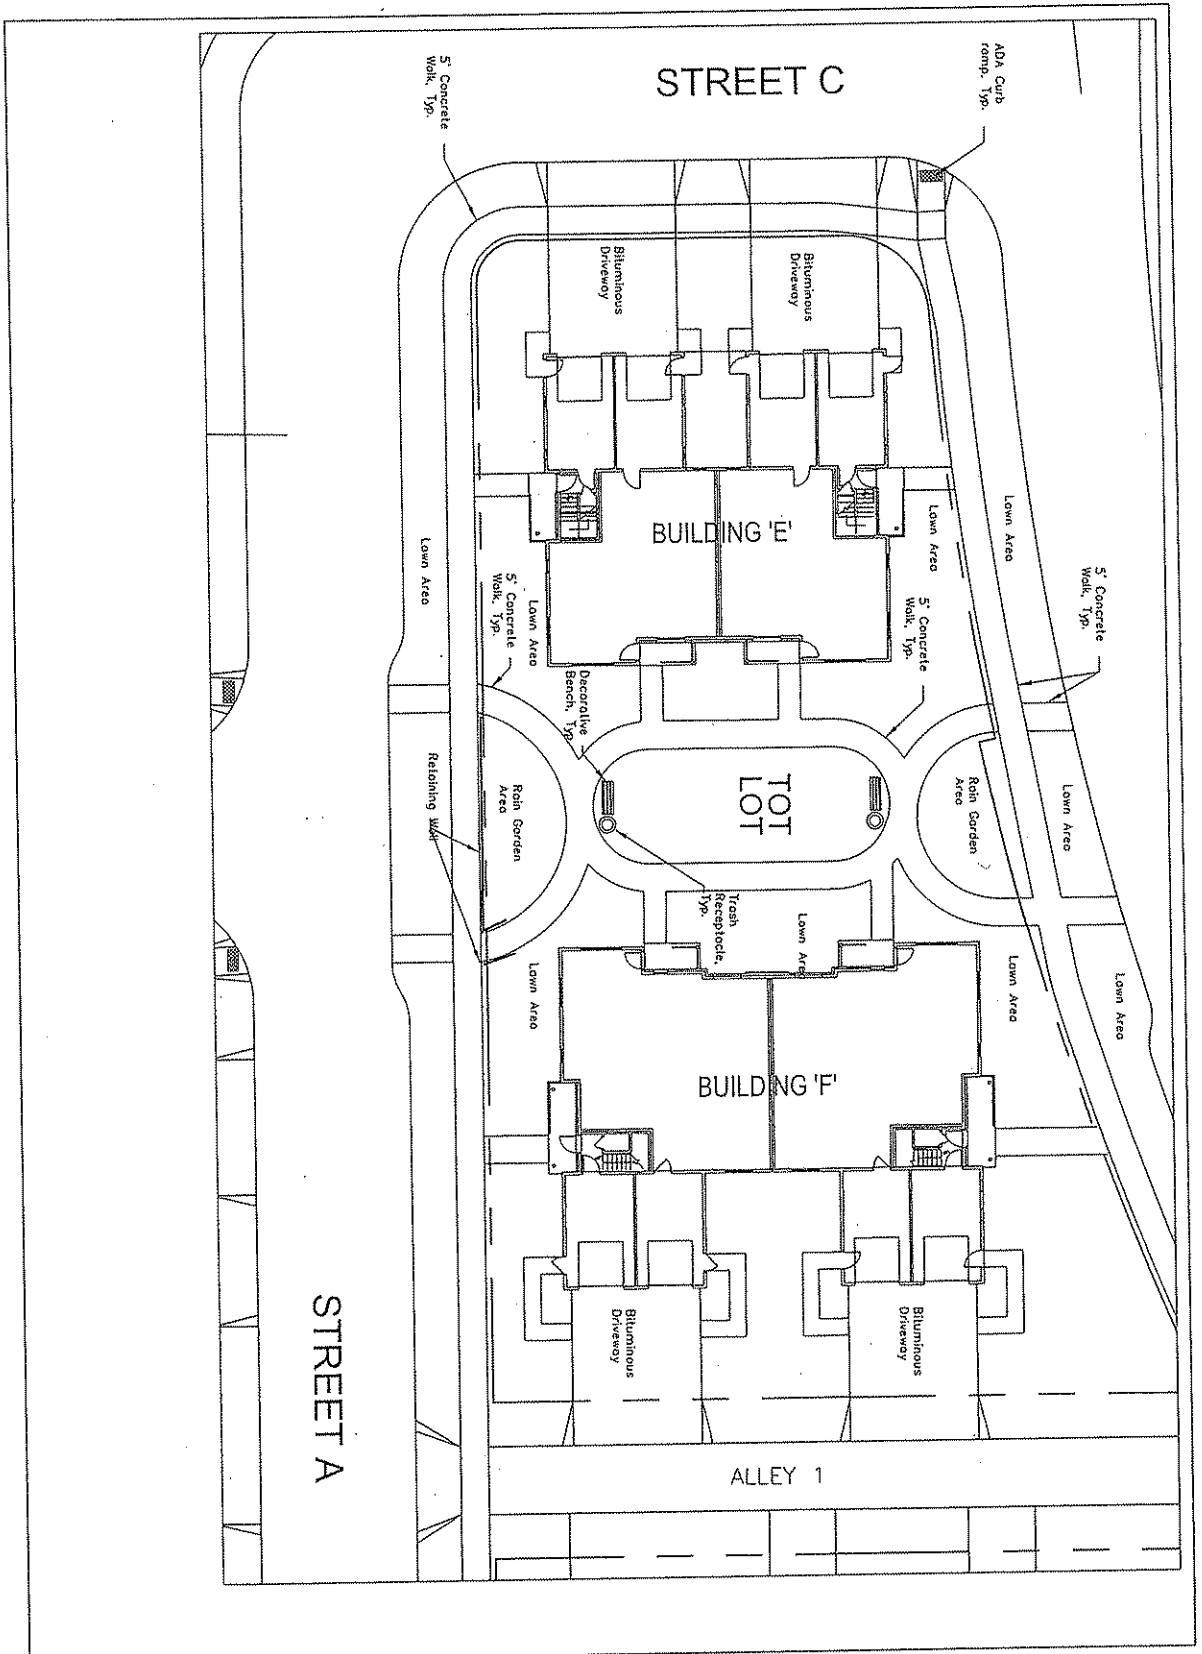 STREET C
ADA Curb
ramp, Typ.
5' Concrete
Walk, Typ.
Bituminous
Driveway
Bituminous
Driveway
Lawn Area
Lawn Area
Lawn Area
BUILDING 'E'
5' Concrete
Walk, Typ.
5' Concrete
Walk, Typ.
Lawn Area
5' Concrete
Walk, Typ.
Decorative
Bench, Typ.
TOT
LOT
Rain Garden
Area
Rain Garden
Area
Lawn Area
Retaining Wall
Trash
Receptacle,
Typ.
Lawn Area
Lawn Area
Lawn Area
Lawn Area
BUILDING 'F'
Bituminous
Driveway
Bituminous
Driveway
STREET A
ALLEY 1